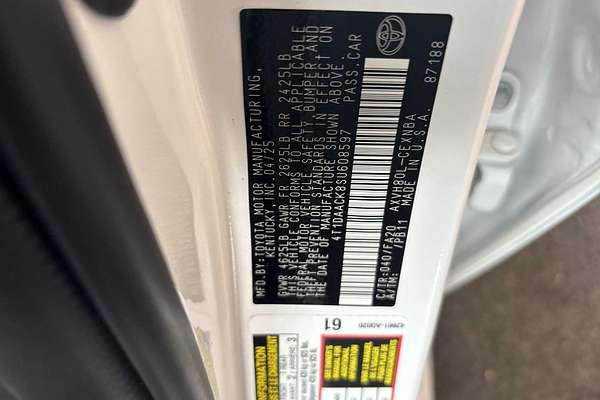 MFD.BY:TOYOTA MOTOR MANUFACTURING,
KENTUCKY, INC. 04/25
GVWR 4625LB GAWR FR 2625LB RR 2425LB
THIS VEHICLE CONFORMS TO ALL APPLICABLE
FEDERAL MOTOR VEHICLE SAFETY, BUMPER, AND
THEFT PREVENTION STANDARDS IN EFFECT ON
THE DATE OF MANUFACTURE SHOWN ABOVE.
PASS.CAR
4T1DAACK8SU608597
C/TR:040/FA20 AXVH80L-CEXNBA
A/TM: /PB11 MADE IN U.S.A.
87188
61